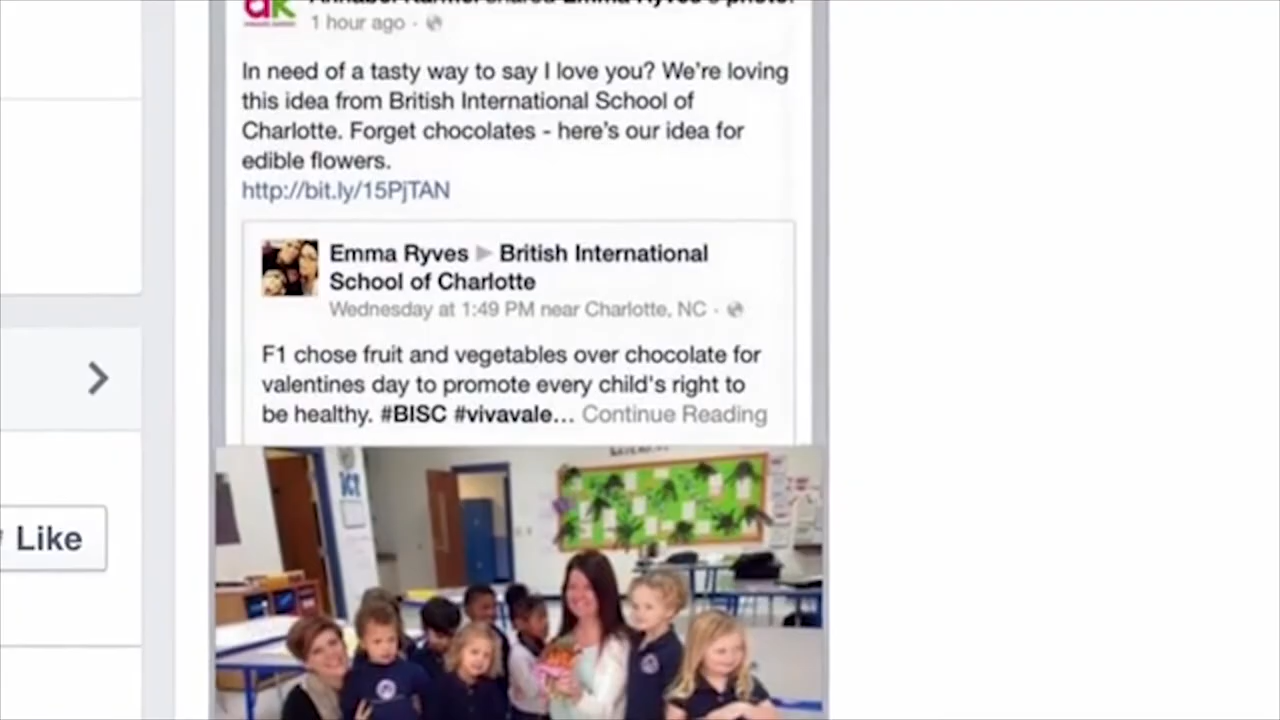 1 hour ago ·
In need of a tasty way to say I love you? We're loving
this idea from British International School of
Charlotte. Forget chocolates - here's our idea for
edible flowers.
http://bit.ly/15PjTAN
Emma Ryves ▶ British International
School of Charlotte
Wednesday at 1:49 PM near Charlotte, NC ·
F1 chose fruit and vegetables over chocolate for
valentines day to promote every child's right to
be healthy. #BISC #vivavale... Continue Reading
Like
ICT